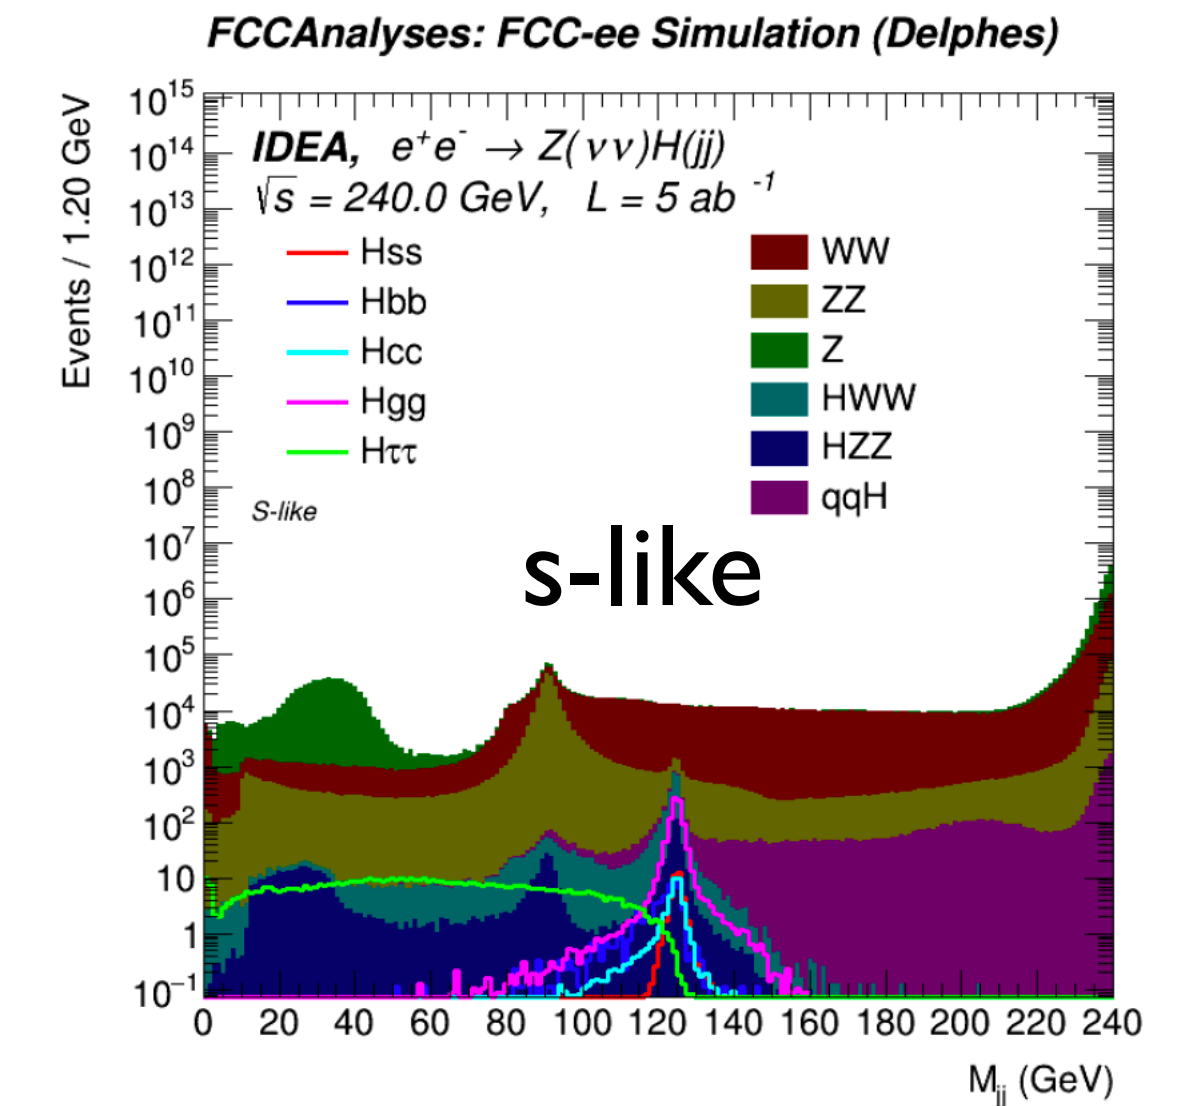 FCCAnalyses: FCC-ee Simulation (Delphes)
Events / 1.20 GeV
10¹⁵
10¹⁴
10¹³
10¹²
10¹¹
10¹⁰
10⁹
10⁸
10⁷
10⁶
10⁵
10⁴
10³
10²
10
1
10⁻¹
IDEA, e⁺e⁻ → Z(νν)H(jj)
√s = 240.0 GeV, L = 5 ab ⁻¹
Hss
Hbb
Hcc
Hgg
Hττ
WW
ZZ
Z
HWW
HZZ
qqH
S-like
s-like
0 20 40 60 80 100 120 140 160 180 200 220 240
M_jj (GeV)